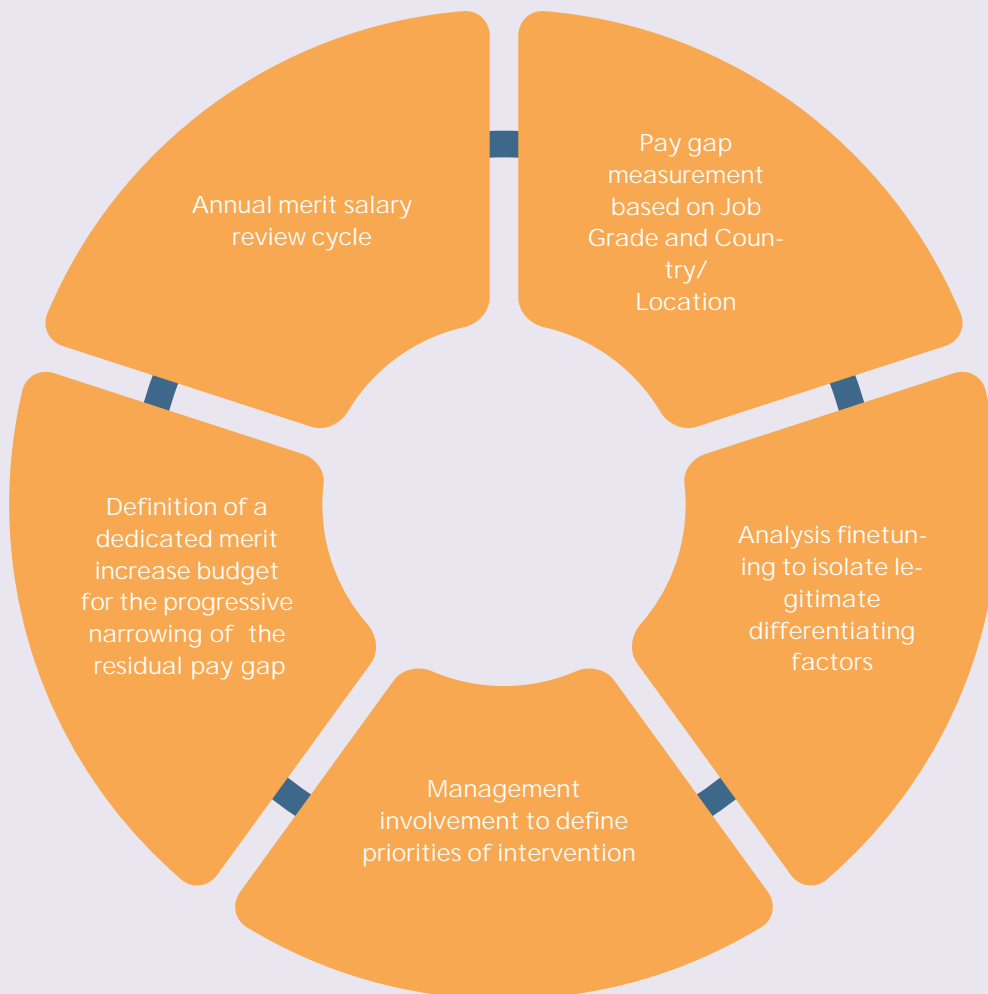 Annual merit salary
review cycle
Pay gap
measurement
based on Job
Grade and Coun-
try/
Location
Analysis finetun-
ing to isolate le-
gitimate
differentiating
factors
Management
involvement to define
priorities of intervention
Definition of a
dedicated merit
increase budget
for the progressive
narrowing of the
residual pay gap